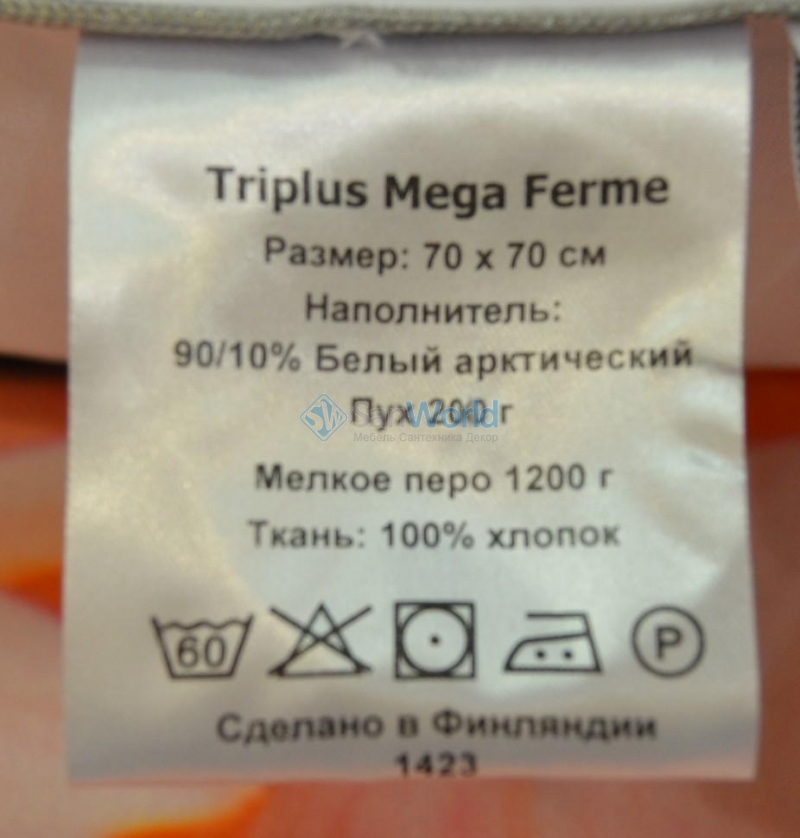 Triplus Mega Ferme
Размер: 70 x 70 см
Наполнитель:
90/10% Белый арктический
Пух 200 г
World
Мебель Сантехника Декор
Мелкое перо 1200 г
Ткань: 100% хлопок
60
P
Сделано в Финляндии
1423